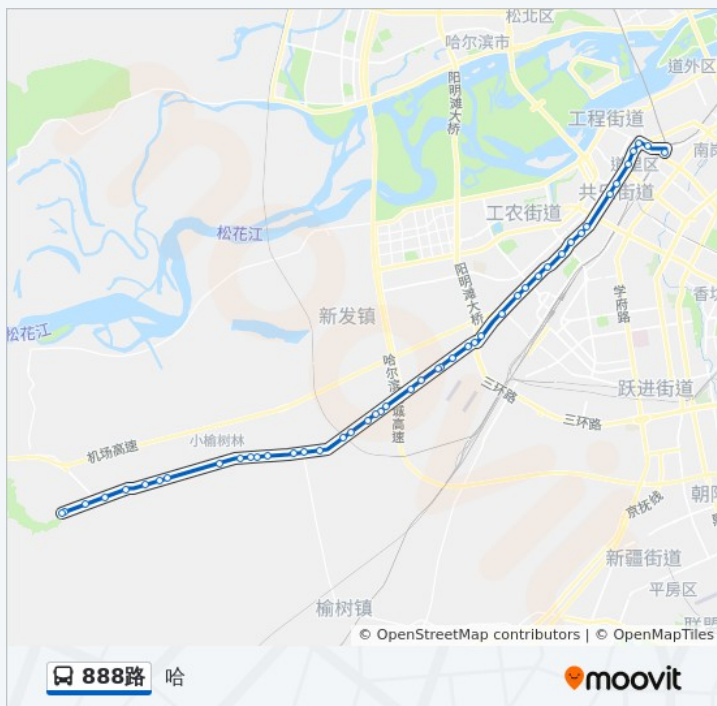 松北区
哈尔滨市
道外区
阳明滩大桥
工程街道
南岗
道里区
共乐街道
工农街道
松花江
阳明滩大桥
学府路
香坊
新发镇
松花江
哈尔滨
诚高速
三环路
跃进街道
三环路
小榆树林
机场高速
朝阳
京抚线
新疆街道
平房区
榆树镇
联盟
© OpenStreetMap contributors | © OpenMapTiles
888路 哈
moovit